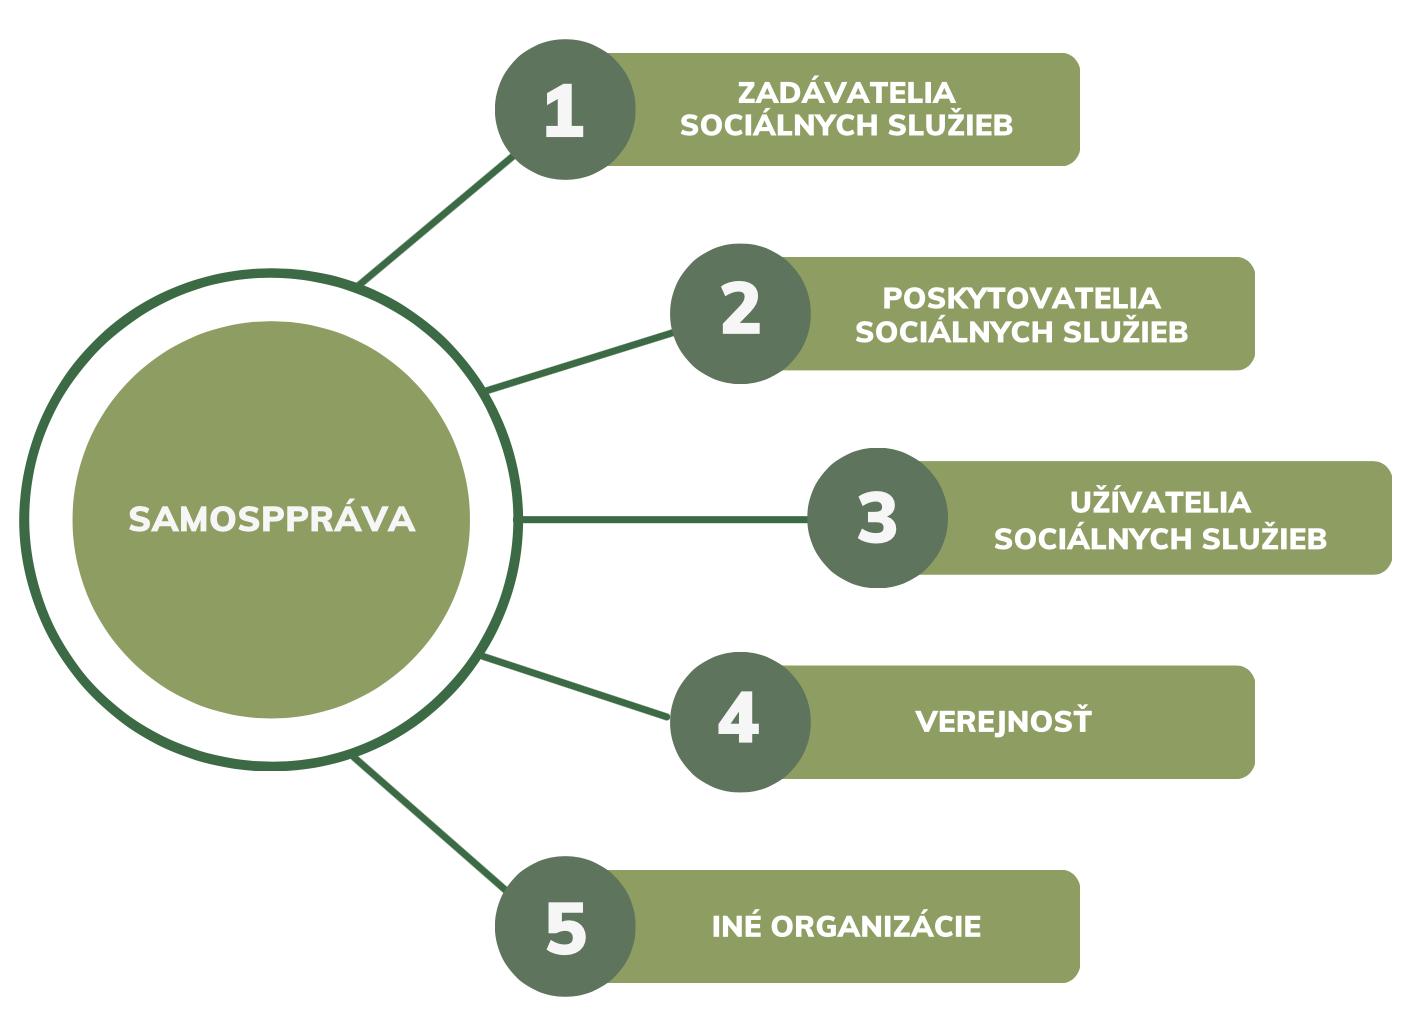 1
ZADÁVATELIA
SOCIÁLNYCH SLUŽIEB
2
POSKYTOVATELIA
SOCIÁLNYCH SLUŽIEB
SAMOSPPRÁVA
3
UŽÍVATELIA
SOCIÁLNYCH SLUŽIEB
4
VEREJNOSŤ
5
INÉ ORGANIZÁCIE